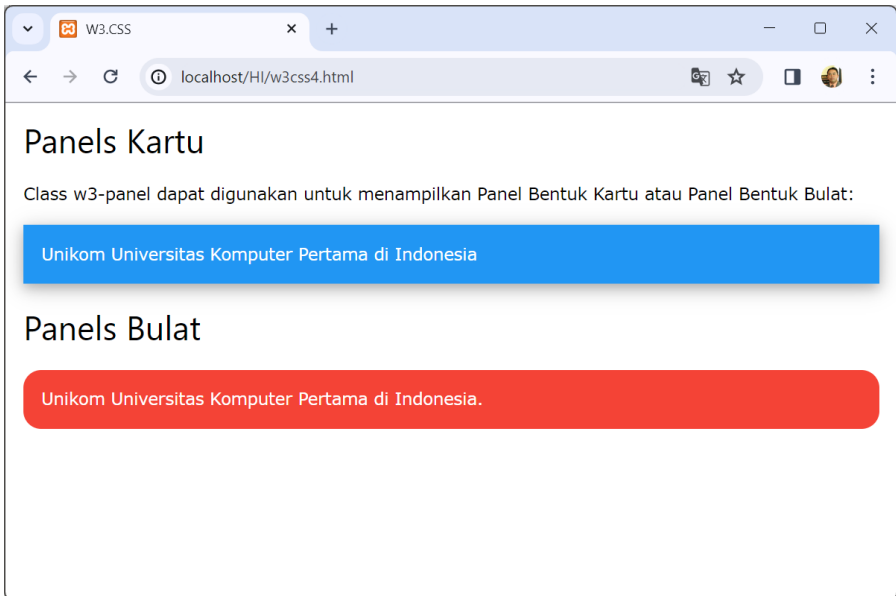 W3.CSS
localhost/HI/w3css4.html
Panels Kartu
Class w3-panel dapat digunakan untuk menampilkan Panel Bentuk Kartu atau Panel Bentuk Bulat:
Unikom Universitas Komputer Pertama di Indonesia
Panels Bulat
Unikom Universitas Komputer Pertama di Indonesia.